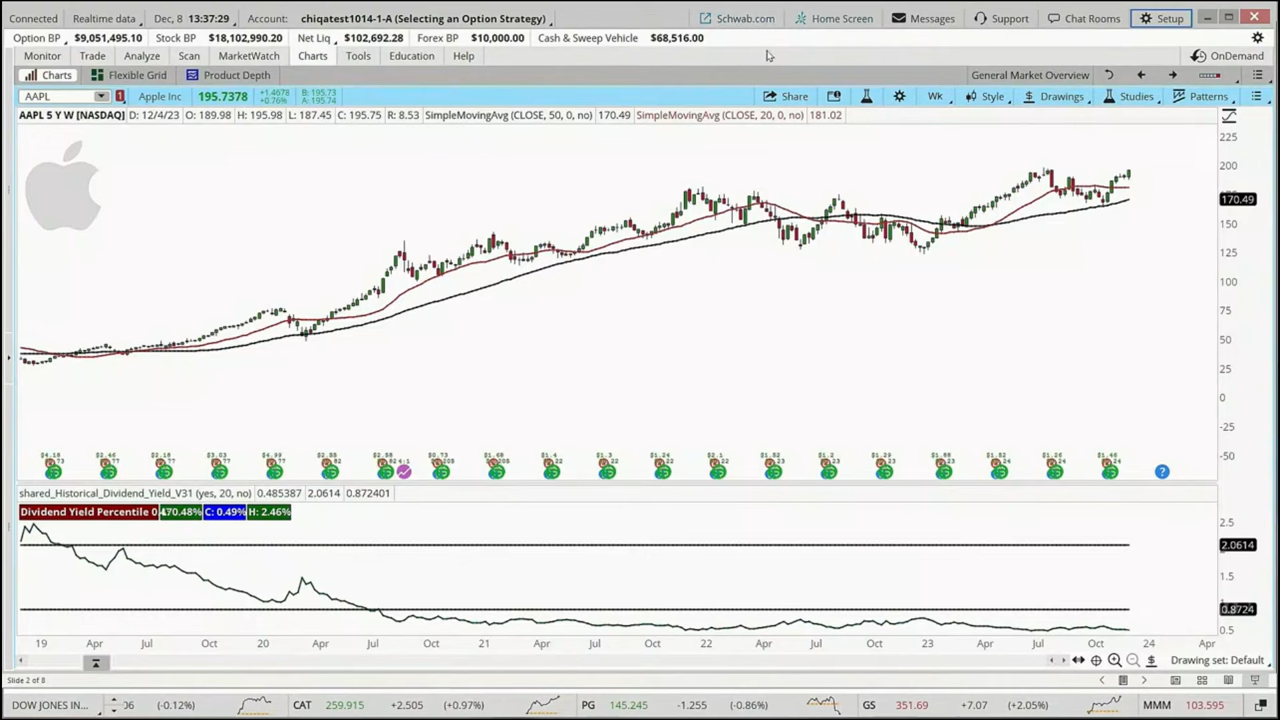 Connected Realtime data Dec, 8 13:37:29 Account: chiqatest1014-1-A (Selecting an Option Strategy) Schwab.com Home Screen Messages Support Chat Rooms Setup
Option BP $9,051,495.10 Stock BP $18,102,990.20 Net Liq $102,692.28 Forex BP $10,000.00 Cash & Sweep Vehicle $68,516.00
Monitor Trade Analyze Scan MarketWatch Charts Tools Education Help OnDemand
Charts Flexible Grid Product Depth General Market Overview
AAPL 1 Apple Inc 195.7378 +1.4678 +0.76% B: 195.73 A: 195.74 Share Wk Style Drawings Studies Patterns
AAPL 5 Y W [NASDAQ] D: 12/4/23 O: 189.98 H: 195.98 L: 187.45 C: 195.75 R: 8.53 SimpleMovingAvg (CLOSE, 50, 0, no) 170.49 SimpleMovingAvg (CLOSE, 20, 0, no) 181.02
225
200
170.49
150
125
100
75
50
25
0
-25
-50
shared_Historical_Dividend_Yield_V31 (yes, 20, no) 0.485387 2.0614 0.872401
Dividend Yield Percentile C: 0.49% H: 2.46%
2.5
2.0614
1.5
0.8724
0.5
19 Apr Jul Oct 20 Apr Jul Oct 21 Apr Jul Oct 22 Apr Jul Oct 23 Apr Jul Oct 24 Apr
Drawing set: Default
Slide 2 of 8
DOW JONES IN... (-0.12%) CAT 259.915 +2.505 (+0.97%) PG 145.245 -1.255 (-0.86%) GS 351.69 +7.07 (+2.05%) MMM 103.595